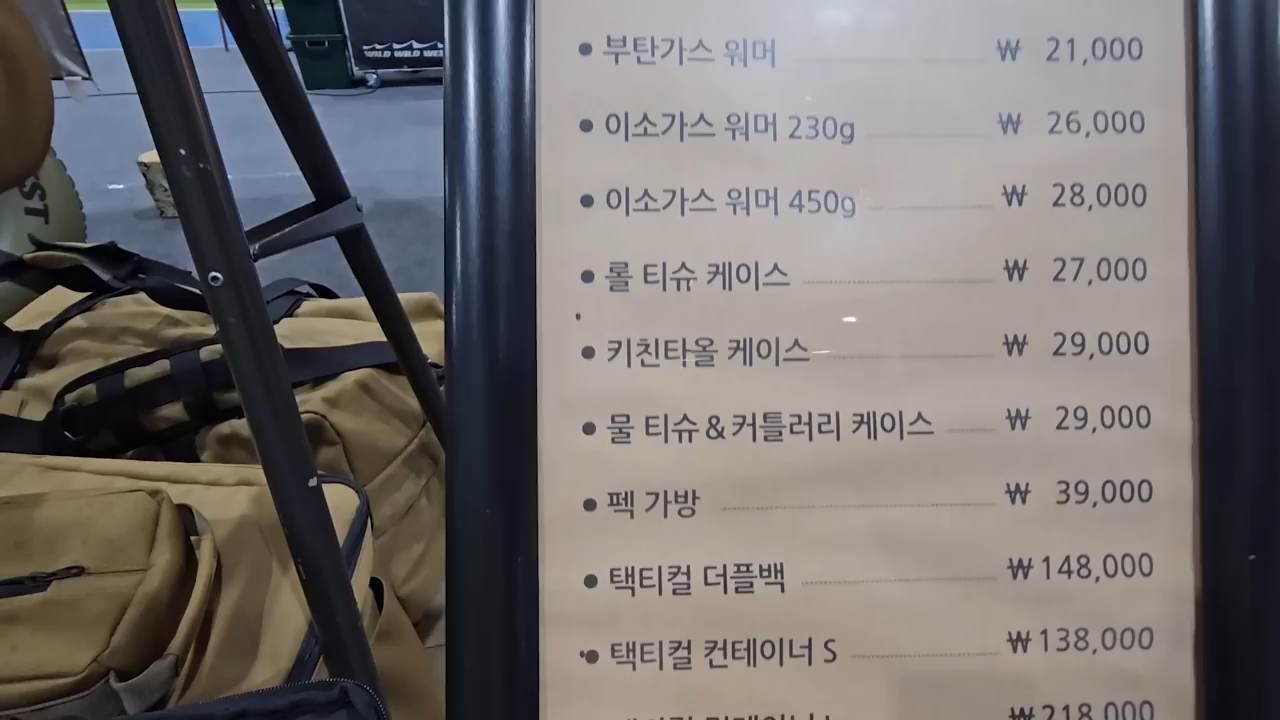 WILD WILD WES
ST
• 부탄가스 워머 ₩ 21,000
• 이소가스 워머 230g ₩ 26,000
• 이소가스 워머 450g ₩ 28,000
• 롤 티슈 케이스 ₩ 27,000
• 키친타올 케이스 ₩ 29,000
• 물 티슈&커틀러리 케이스 ₩ 29,000
• 펙 가방 ₩ 39,000
• 택티컬 더플백 ₩148,000
• 택티컬 컨테이너 S ₩138,000
₩218,000